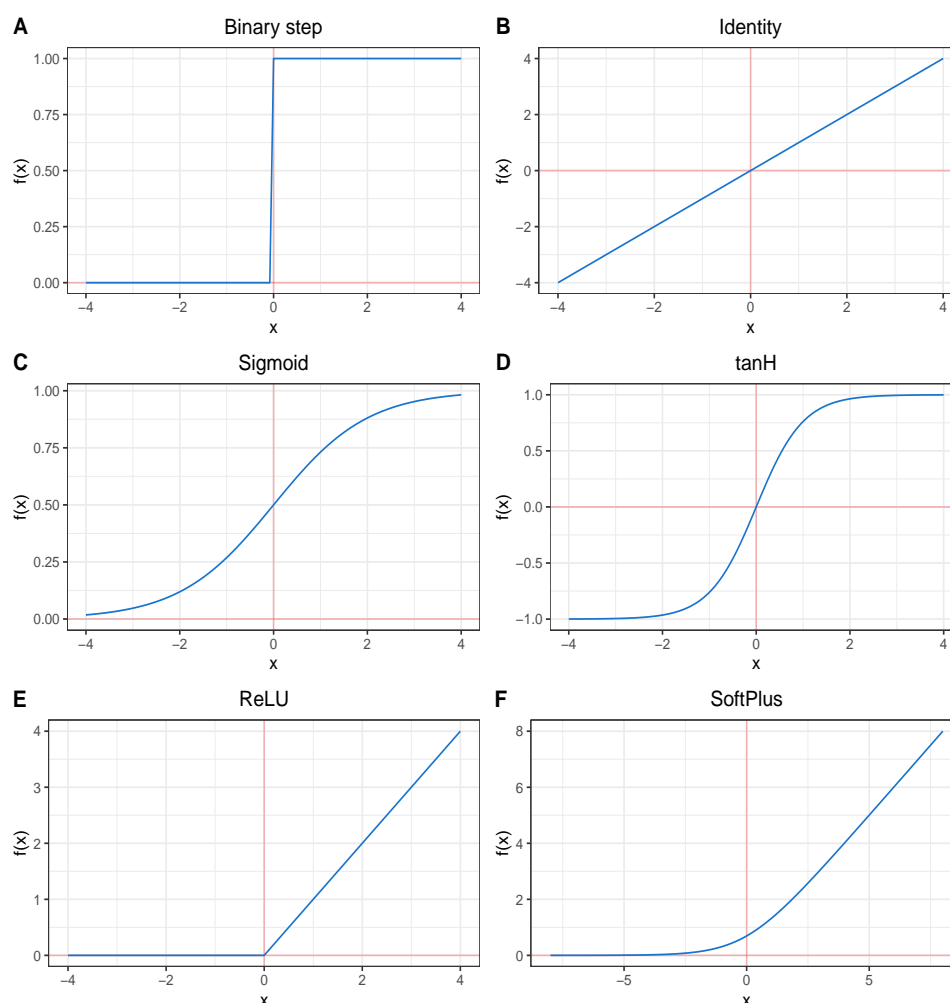 A Binary step
1.00
0.75
0.50
0.25
0.00
f(x)
−4 −2 0 2 4
x
B Identity
4
2
0
−2
−4
f(x)
−4 −2 0 2 4
x
C Sigmoid
1.00
0.75
0.50
0.25
0.00
f(x)
−4 −2 0 2 4
x
D tanH
1.0
0.5
0.0
−0.5
−1.0
f(x)
−4 −2 0 2 4
x
E ReLU
4
3
2
1
0
f(x)
−4 −2 0 2 4
x
F SoftPlus
8
6
4
2
0
f(x)
−5 0 5
x